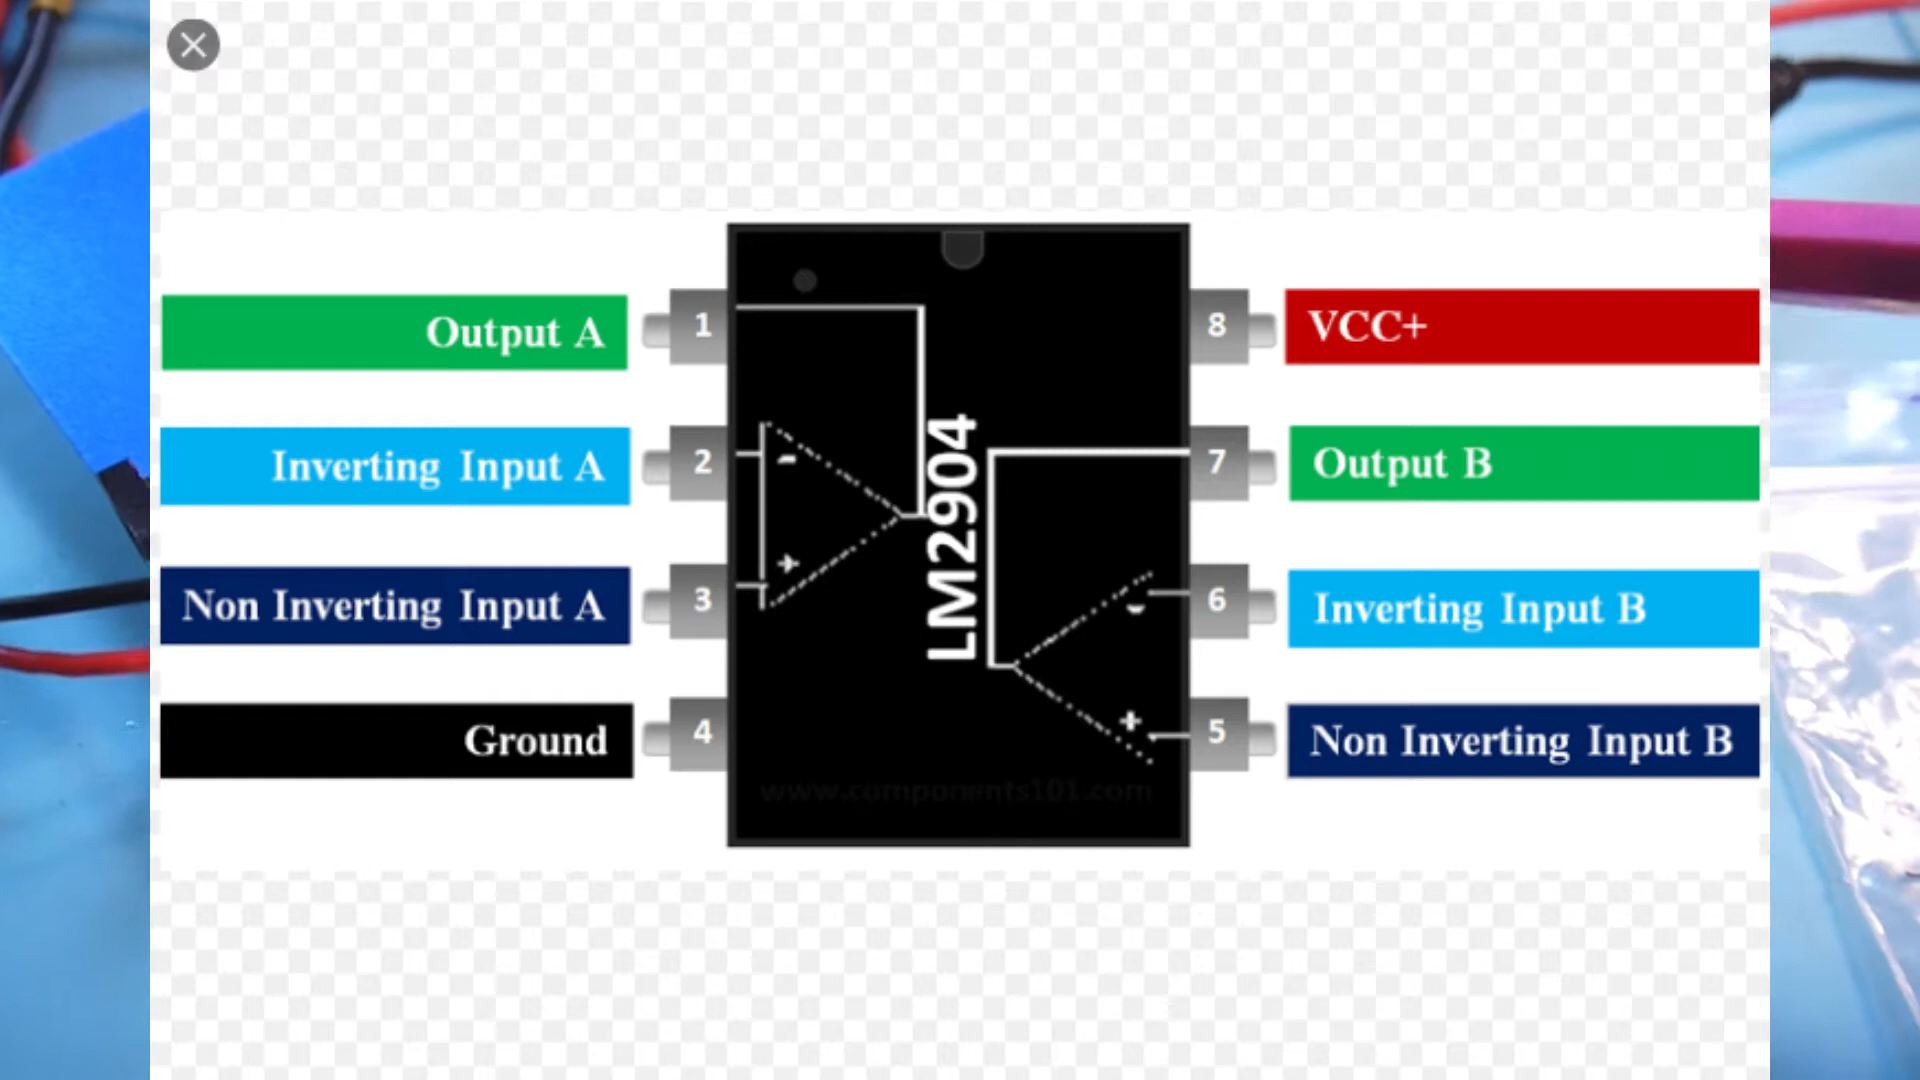 Output A
1
8
VCC+
Inverting Input A
2
7
Output B
Non Inverting Input A
3
6
Inverting Input B
Ground
4
5
Non Inverting Input B
LM2904
-
+
-
+
www.components101.com